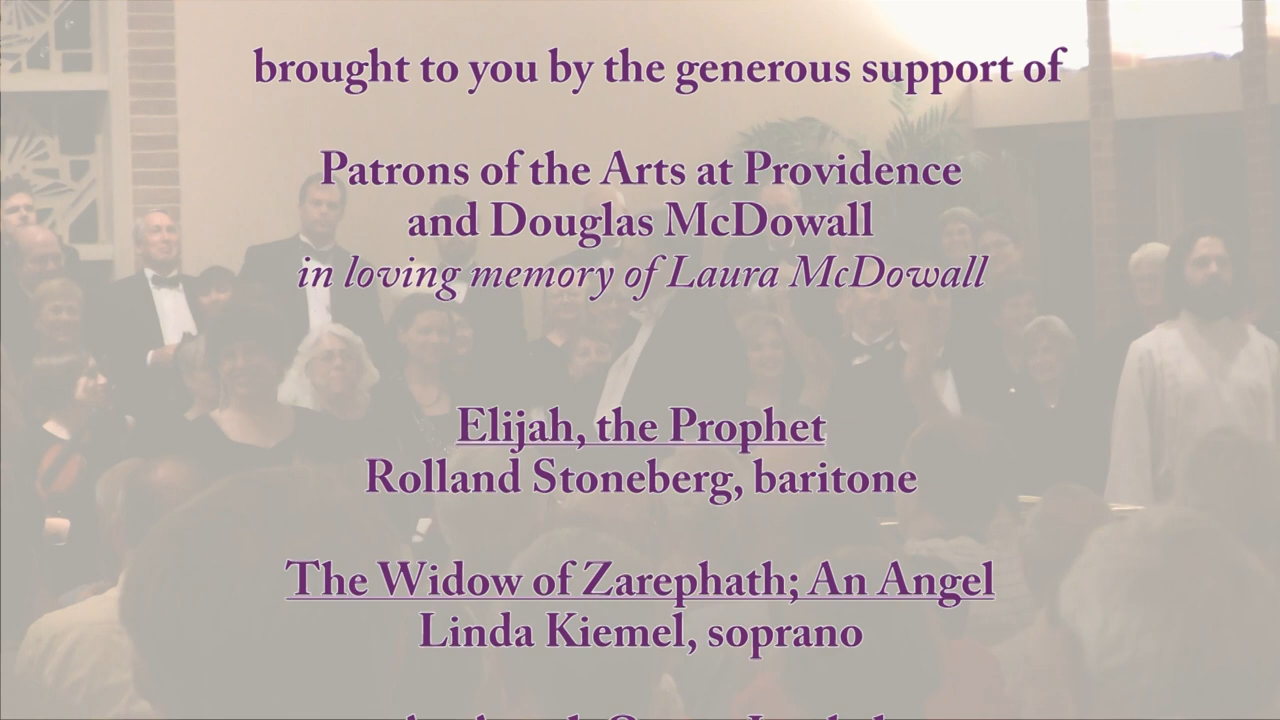 brought to you by the generous support of
Patrons of the Arts at Providence
and Douglas McDowall
in loving memory of Laura McDowall
Elijah, the Prophet
Rolland Stoneberg, baritone
The Widow of Zarephath; An Angel
Linda Kiemel, soprano